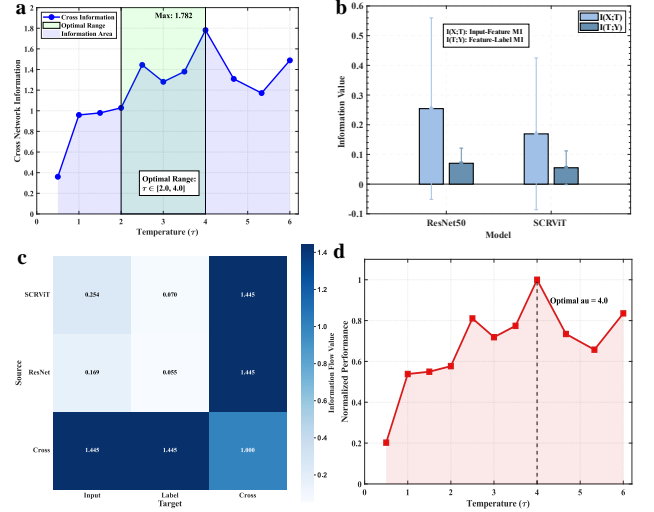 a
Max: 1.782
Cross Information
Optimal Range
Information Area
Cross Network Information
2
1.8
1.6
1.4
1.2
1
0.8
0.6
0.4
0.2
0
Optimal Range:
τ ∈ [2.0, 4.0]
0 1 2 3 4 5 6
Temperature (τ)
b
I(X;T)
I(T;Y)
I(X;T): Input-Feature MI
I(T;Y): Feature-Label MI
Information Value
0.6
0.5
0.4
0.3
0.2
0.1
0
-0.1
ResNet50 SCRViT
Model
c
Source
SCRViT 0.254 0.070 1.445
ResNet 0.169 0.055 1.445
Cross 1.445 1.445 1.000
Input Label Cross
Target
1.4
1.2
1.0
0.8
0.6
0.4
0.2
Information Flow Value
d
Normalized Performance
1
0.8
0.6
0.4
0.2
0
Optimal au = 4.0
0 1 2 3 4 5 6
Temperature (τ)